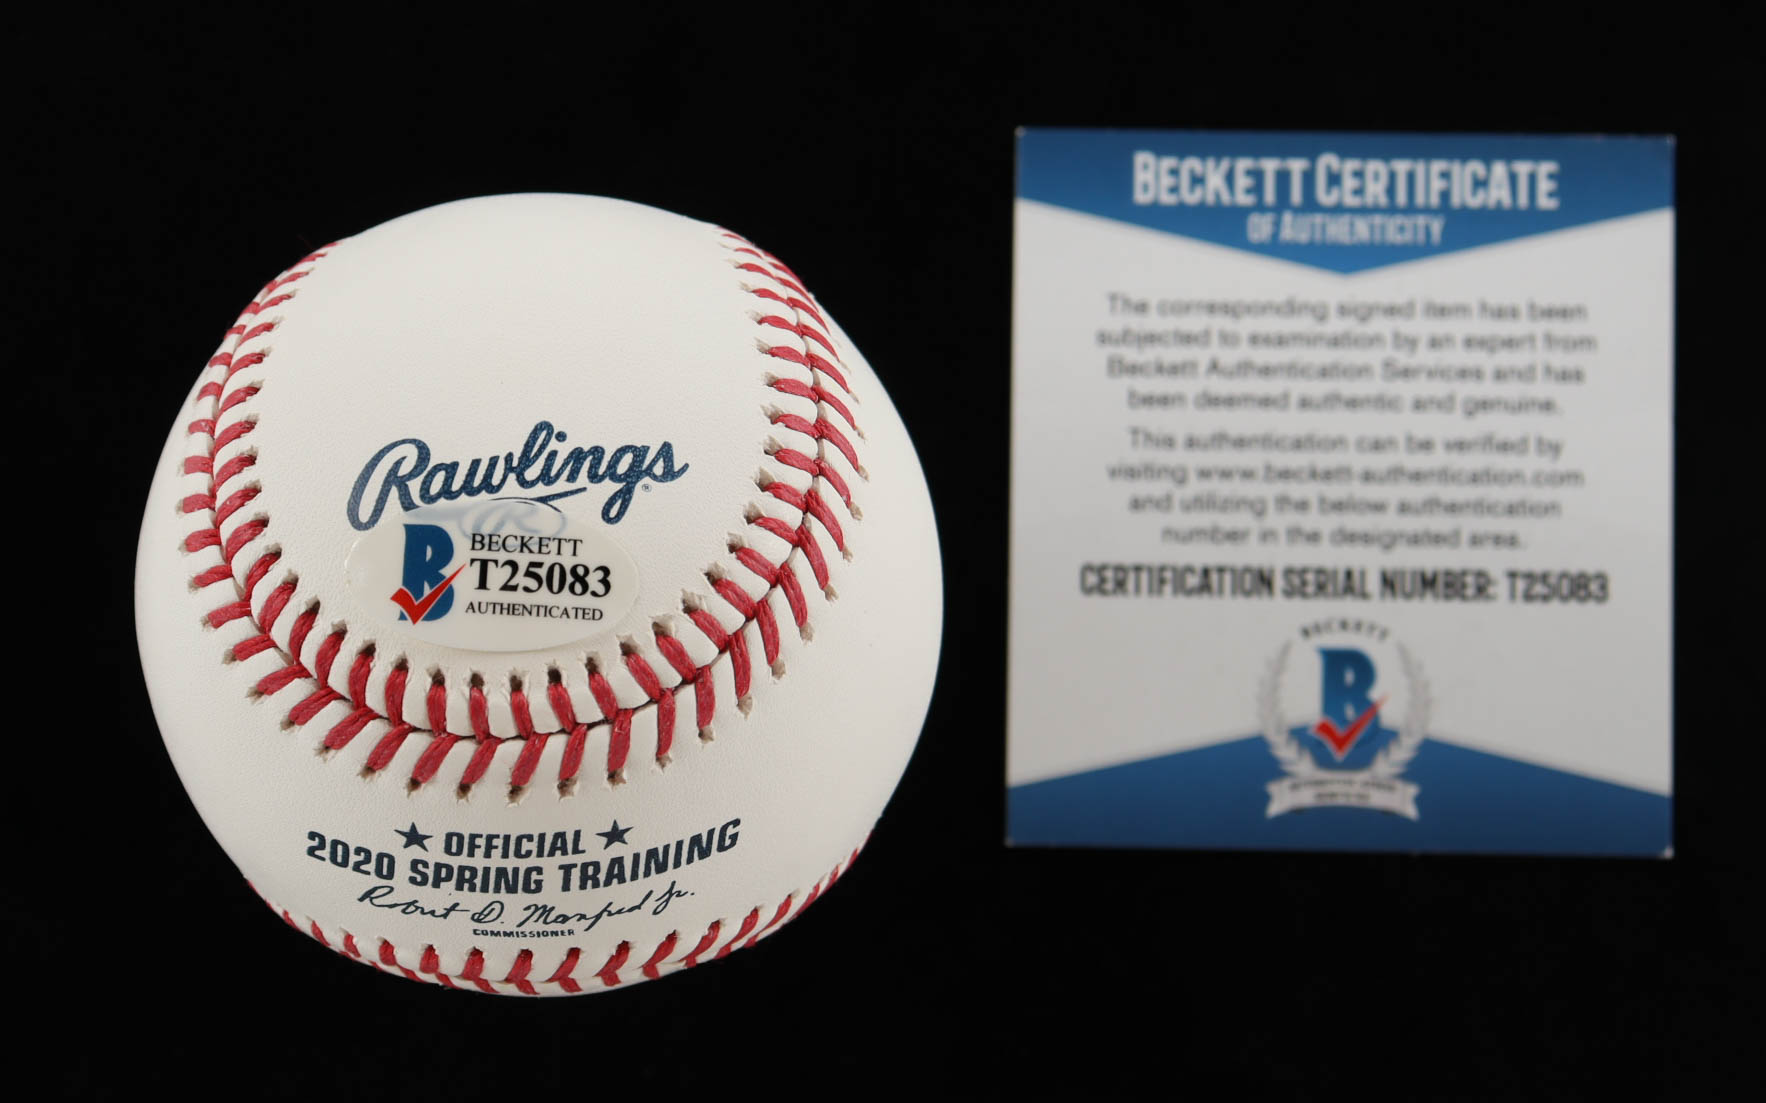 Rawlings
®
R
B
BECKETT
T25083
AUTHENTICATED
OFFICIAL
2020 SPRING TRAINING
Robert D. Manfred Jr.
COMMISSIONER
BECKETT CERTIFICATE
OF AUTHENTICITY
The corresponding signed item has been
subjected to examination by an expert from
Beckett Authentication Services and has
been deemed authentic and genuine.
This authentication can be verified by
visiting www.beckett-authentication.com
and utilizing the below authentication
number in the designated area.
CERTIFICATION SERIAL NUMBER: T25083
BECKETT
B